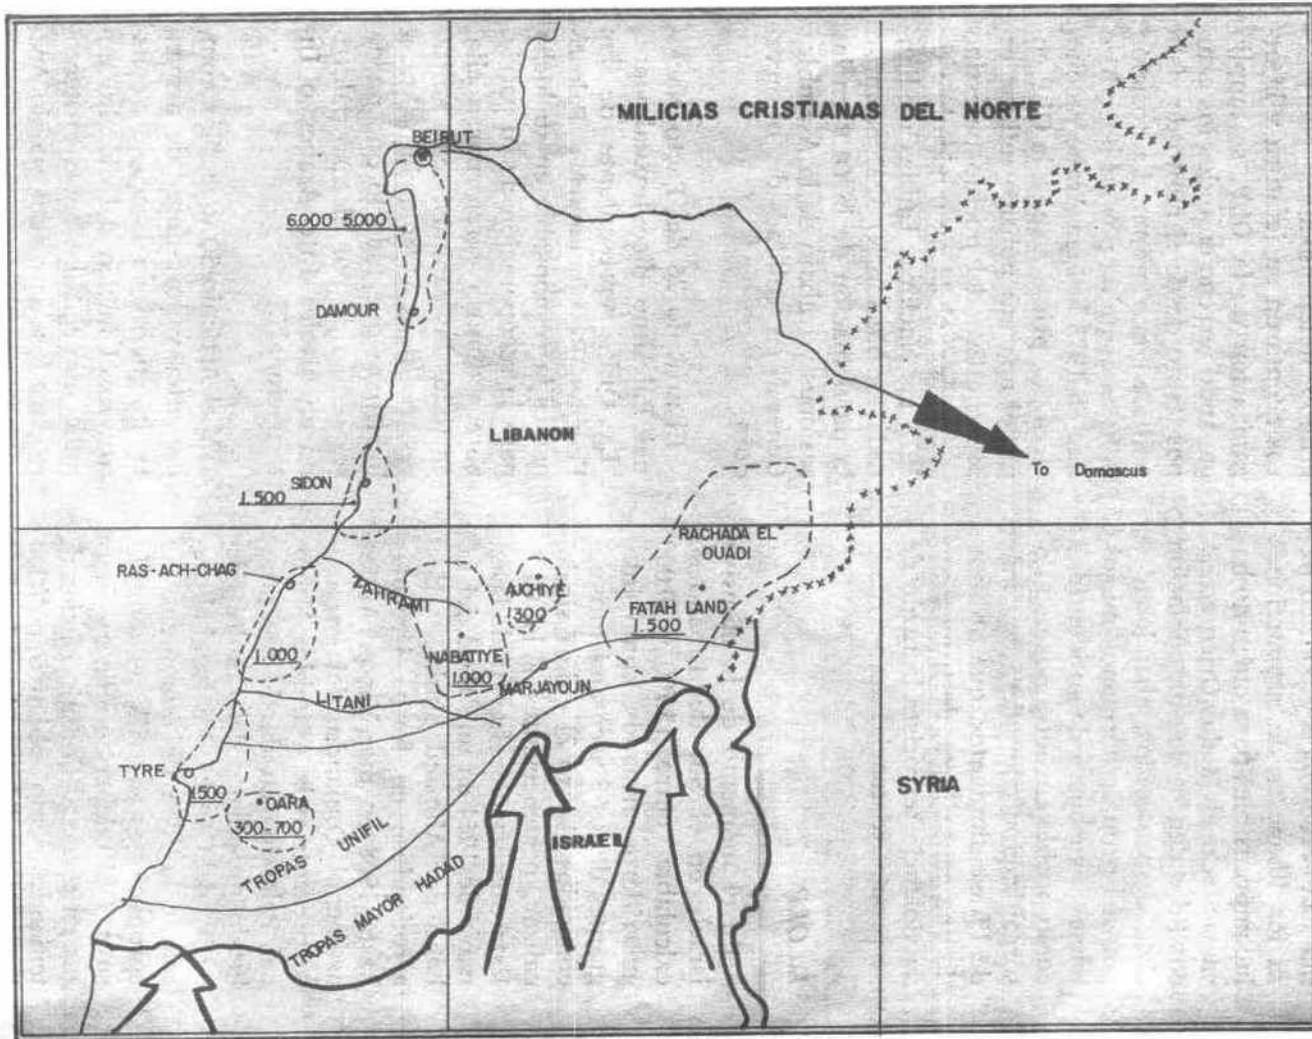 MILICIAS CRISTIANAS DEL NORTE
BEIRUT
6.000 5.000
DAMOUR
LIBANON
To Damascus
SIDON
1.500
RACHADA EL
OUADI
RAS-ACH-CHAG
ZAHRAMI
AJCHIYE
300
FATAH LAND
1.500
1.000
NABATIYE
1.000
MARJAYOUN
LITANI
TYRE
1.500
OARA
300-700
SYRIA
ISRAEL
TROPAS UNIFIL
TROPAS MAYOR HADAD